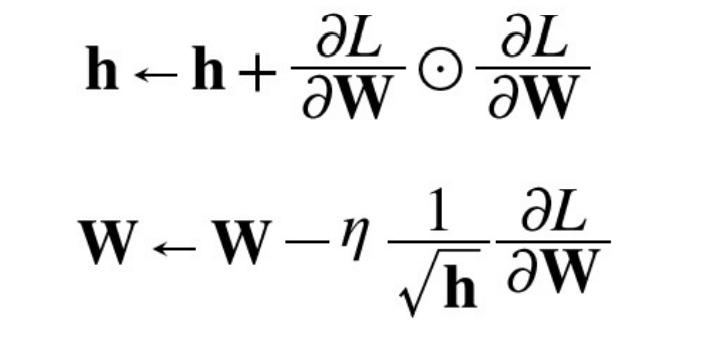 h ← h + ∂L/∂W ⊙ ∂L/∂W
W ← W − η 1/√h ∂L/∂W